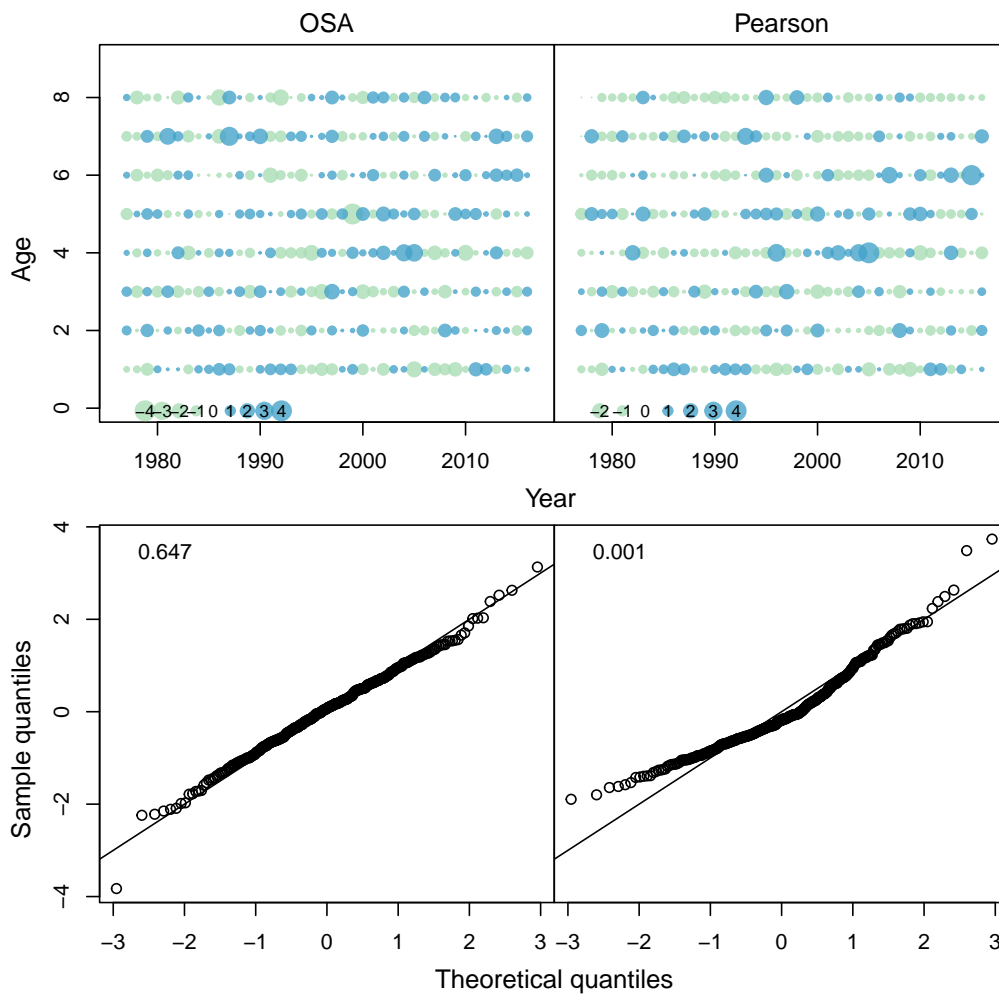 OSA Pearson
8
6
4
2
0
Age
−4 −3 −2 −1 0 1 2 3 4
−2 −1 0 1 2 3 4
1980 1990 2000 2010 1980 1990 2000 2010
Year
4
2
0
−2
−4
Sample quantiles
0.647 0.001
−3 −2 −1 0 1 2 3 −3 −2 −1 0 1 2 3
Theoretical quantiles